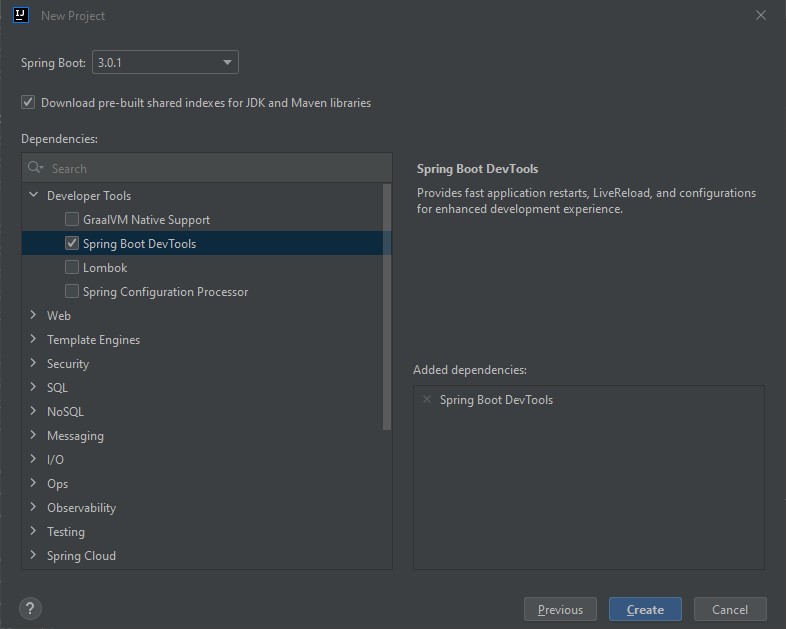 IJ New Project
Spring Boot: 3.0.1
Download pre-built shared indexes for JDK and Maven libraries
Dependencies:
Search
Developer Tools
GraalVM Native Support
Spring Boot DevTools
Lombok
Spring Configuration Processor
Web
Template Engines
Security
SQL
NoSQL
Messaging
I/O
Ops
Observability
Testing
Spring Cloud
Spring Boot DevTools
Provides fast application restarts, LiveReload, and configurations
for enhanced development experience.
Added dependencies:
Spring Boot DevTools
?
Previous
Create
Cancel